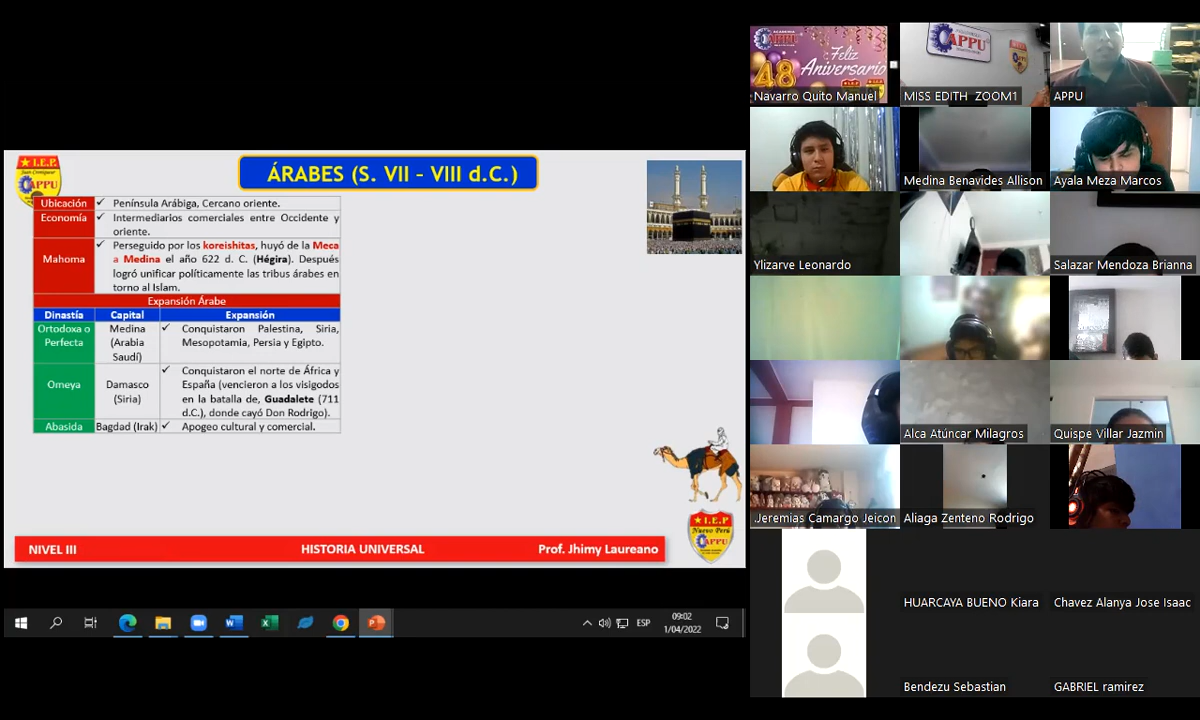 I.E.P.
APPU
ÁRABES (S. VII – VIII d.C.)
Ubicación ✓ Península Arábiga, Cercano oriente.
Economía ✓ Intermediarios comerciales entre Occidente y
oriente.
✓ Perseguido por los koreishitas, huyó de la Meca
Mahoma a Medina el año 622 d. C. (Hégira). Después
logró unificar políticamente las tribus árabes en
torno al Islam.
Expansión Árabe
Dinastía Capital Expansión
Ortodoxa o Perfecta
Medina (Arabia Saudí)
✓ Conquistaron Palestina, Siria,
Mesopotamia, Persia y Egipto.
Omeya
Damasco (Siria)
✓ Conquistaron el norte de África y
España (vencieron a los visigodos
en la batalla de, Guadalete (711
d.C.), donde cayó Don Rodrigo).
Abasida Bagdad (Irak) ✓ Apogeo cultural y comercial.
I.E.P
Nuevo Perú
APPU
NIVEL III HISTORIA UNIVERSAL Prof. Jhimy Laureano
ESP
09:02
1/04/2022
ACADEMIA
APPU
Feliz
48 Aniversario
Navarro Quito Manuel
APPU
MISS EDITH ZOOM1
APPU
Medina Benavides Allison
Ayala Meza Marcos
Ylizarve Leonardo
Salazar Mendoza Brianna
Alca Atúncar Milagros
Quispe Villar Jazmin
Jeremias Camargo Jeicon
Aliaga Zenteno Rodrigo
HUARCAYA BUENO Kiara
Chavez Alanya Jose Isaac
Bendezu Sebastian
GABRIEL ramirez